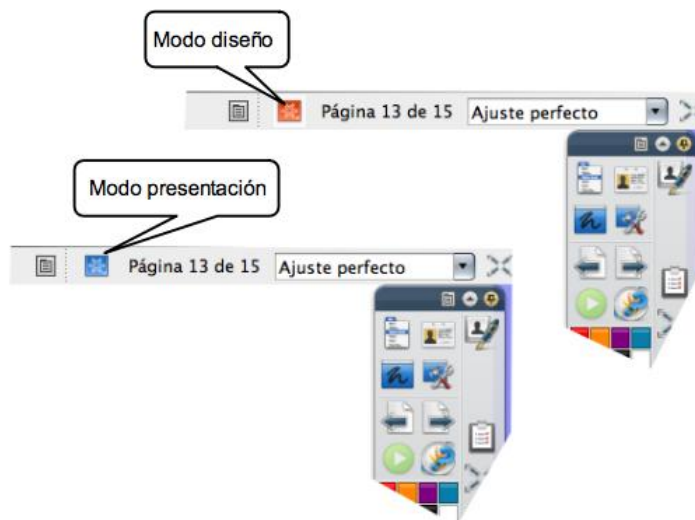 Modo diseño
Página 13 de 15 Ajuste perfecto
Modo presentación
Página 13 de 15 Ajuste perfecto